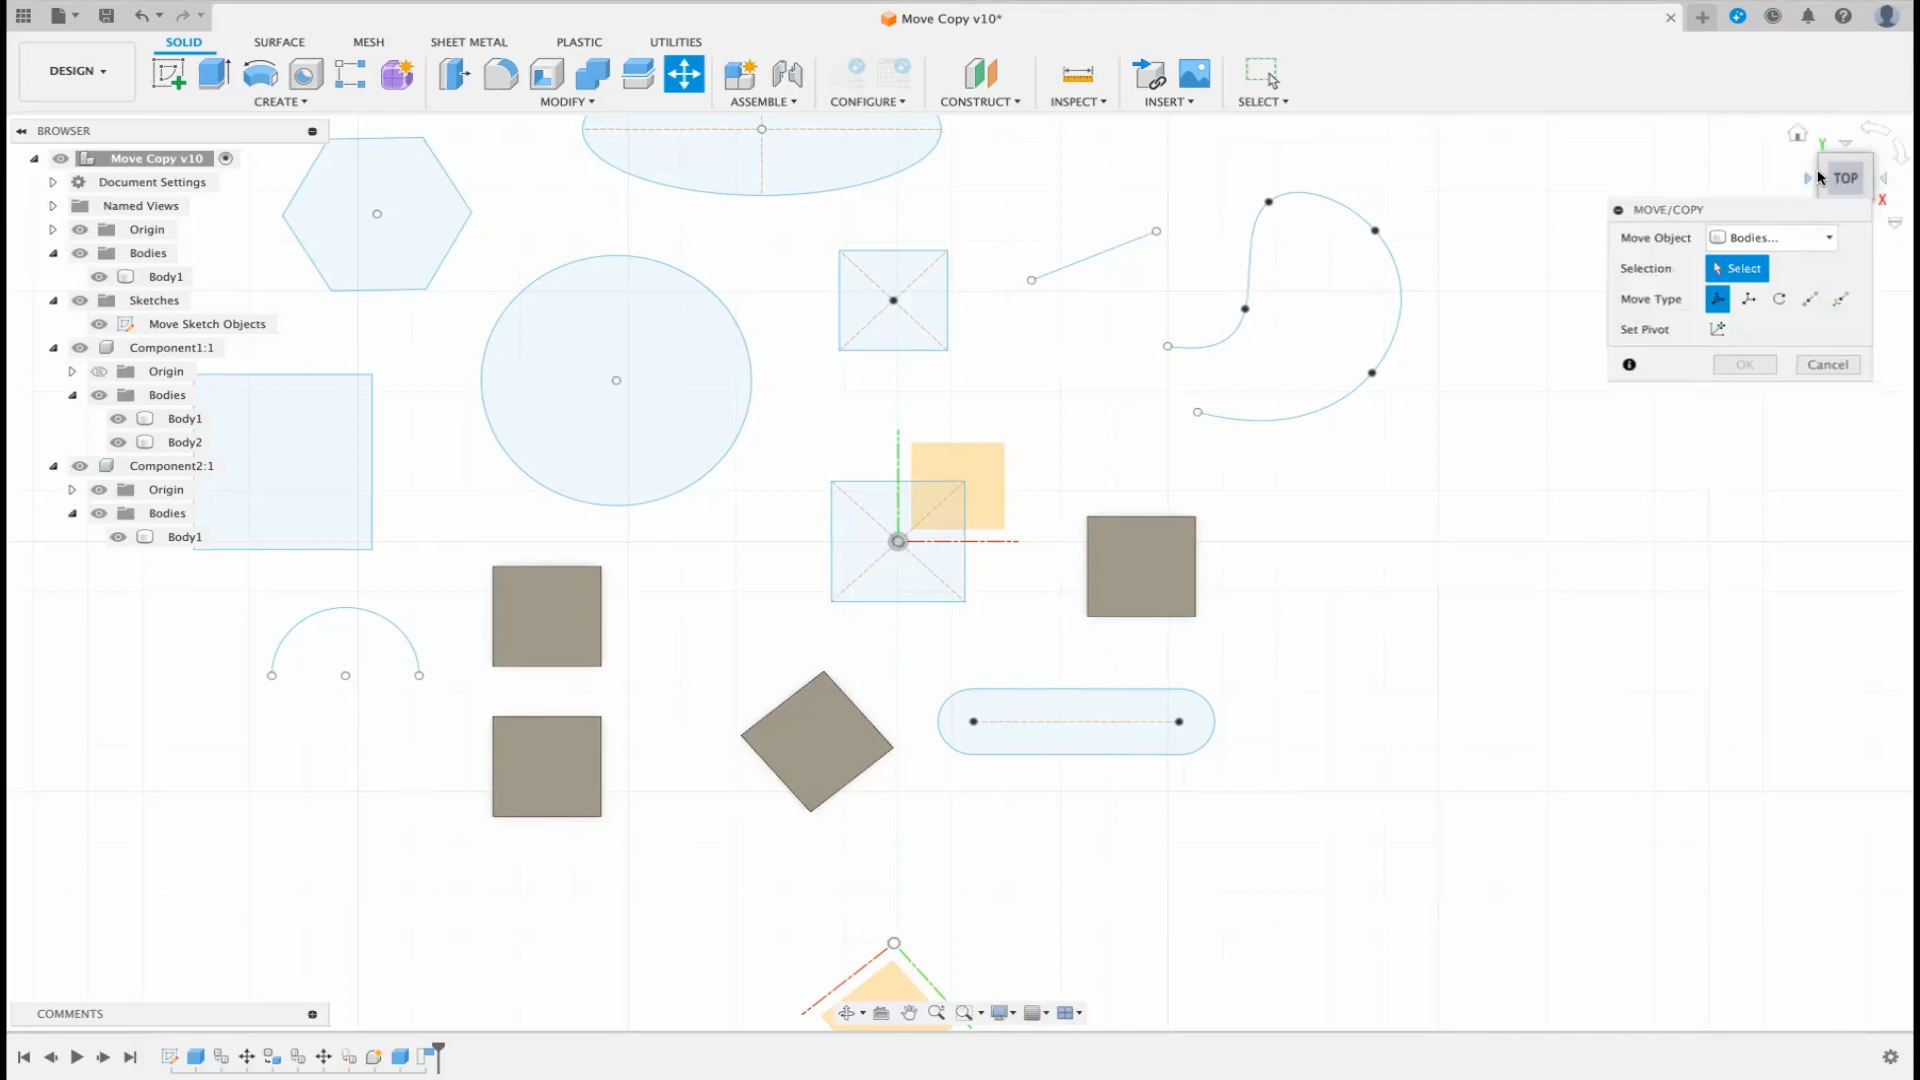 Move Copy v10*
SOLID
SURFACE
MESH
SHEET METAL
PLASTIC
UTILITIES
DESIGN
CREATE
MODIFY
ASSEMBLE
CONFIGURE
CONSTRUCT
INSPECT
INSERT
SELECT
BROWSER
Move Copy v10
Document Settings
Named Views
Origin
Bodies
Body1
Sketches
Move Sketch Objects
Component1:1
Origin
Bodies
Body1
Body2
Component2:1
Origin
Bodies
Body1
Y
TOP
X
MOVE/COPY
Move Object
Bodies...
Selection
Select
Move Type
Set Pivot
OK
Cancel
COMMENTS